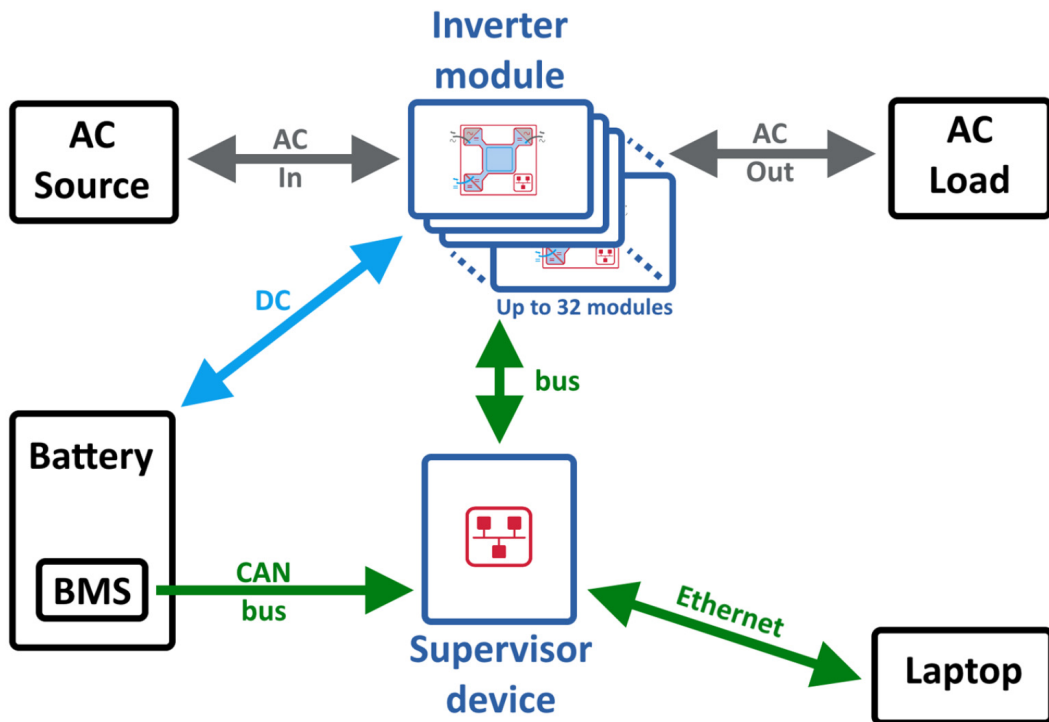 Inverter
module
AC
Source
AC
In
AC
Out
AC
Load
DC
Up to 32 modules
bus
Battery
BMS
CAN
bus
Ethernet
Supervisor
device
Laptop